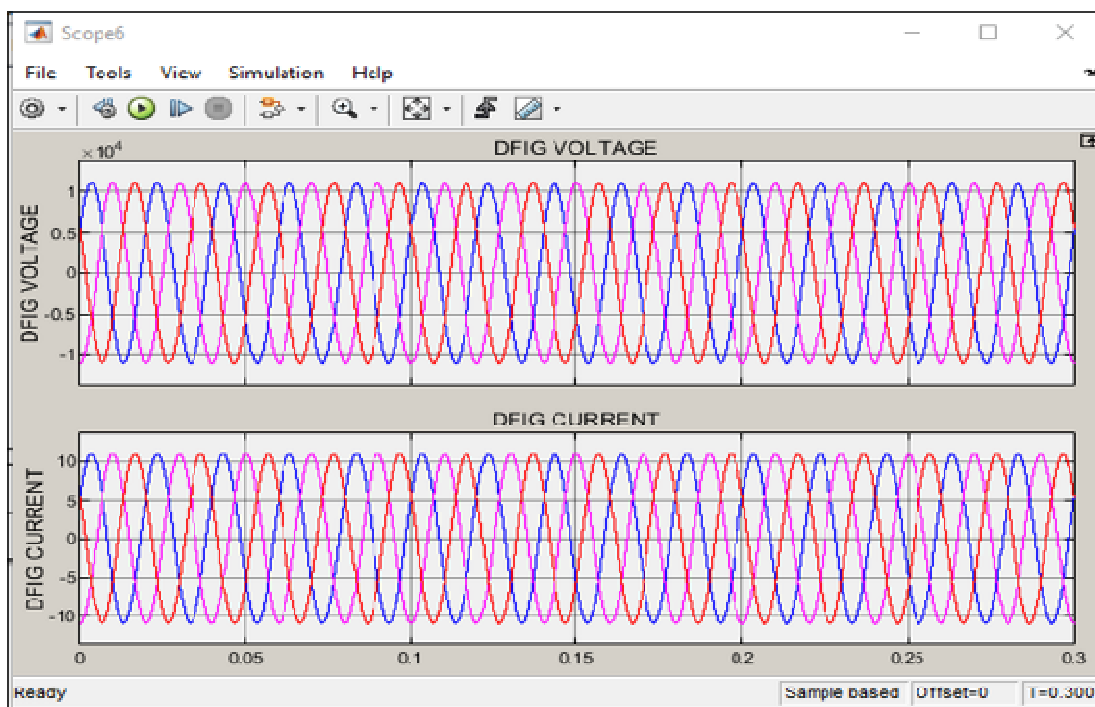 Scope6
File Tools View Simulation Help
× 10⁴
DFIG VOLTAGE
DFIG VOLTAGE
1
0.5
0
-0.5
-1
DFIG CURRENT
DFIG CURRENT
10
5
0
-5
-10
0 0.05 0.1 0.15 0.2 0.25 0.3
Ready Sample based Offset=0 T=0.300